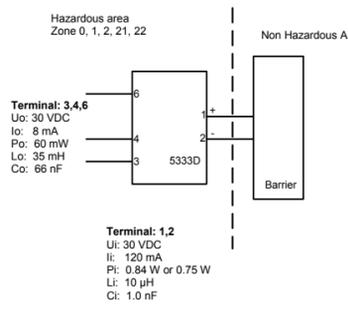 Hazardous area
Zone 0, 1, 2, 21, 22
Non Hazardous A
Terminal: 3,4,6
Uo: 30 VDC
Io: 8 mA
Po: 60 mW
Lo: 35 mH
Co: 66 nF
6
4
3
1
+
2
-
5333D
Barrier
Terminal: 1,2
Ui: 30 VDC
Ii: 120 mA
Pi: 0.84 W or 0.75 W
Li: 10 µH
Ci: 1.0 nF